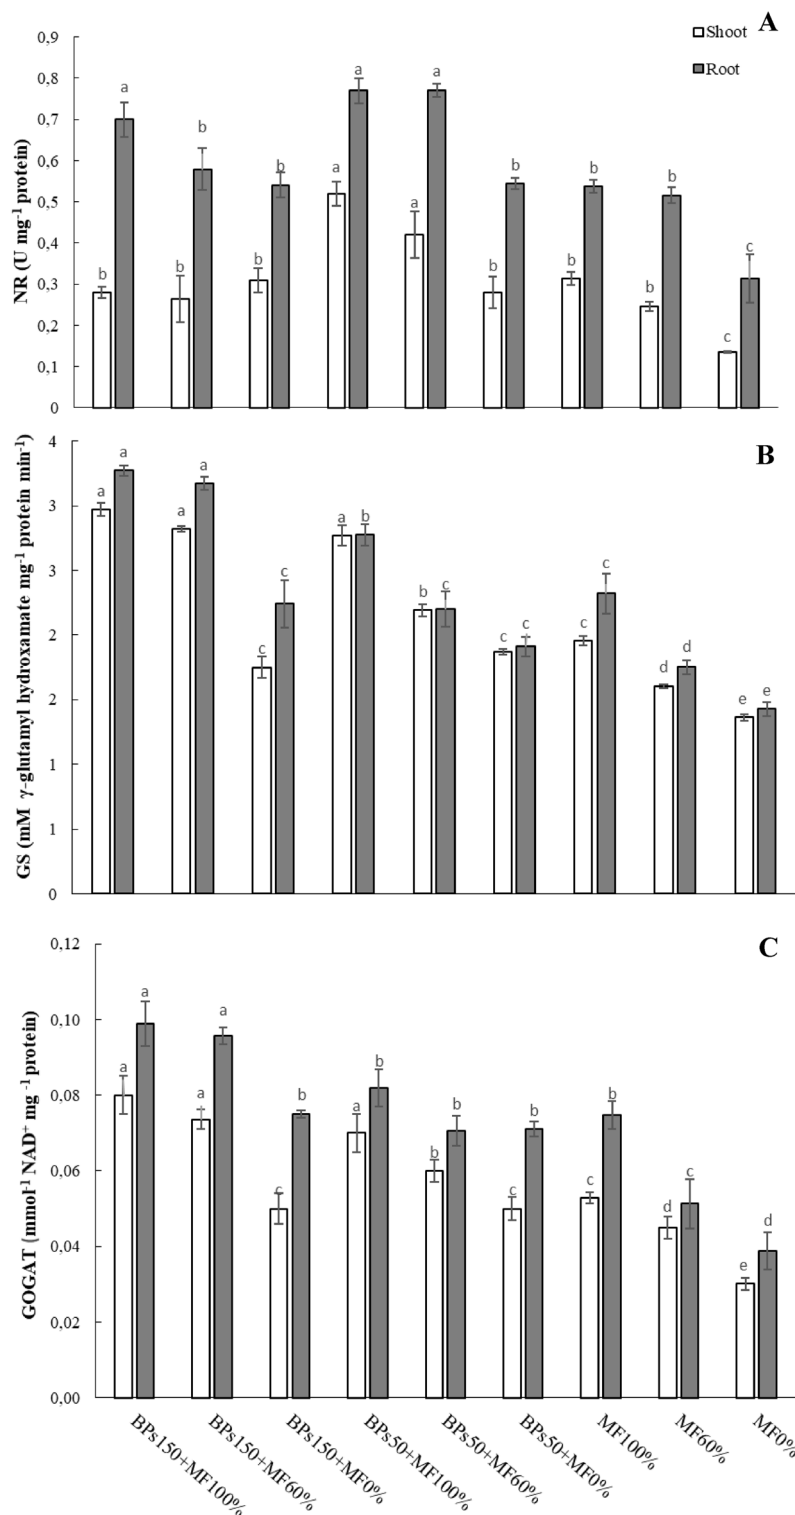 A
Shoot
Root
NR (U mg-1 protein)
0,9
0,8
0,7
0,6
0,5
0,4
0,3
0,2
0,1
0
b a b b b b a a a a b b b b b b c c
B
GS (mM γ-glutanyl hydroxamate mg-1 protein min-1)
4
3
3
2
2
1
1
0
a a a a c c a b b c c c c c d d e e
C
GOGAT (mmol-1 NAD+ mg -1 protein)
0,12
0,10
0,08
0,06
0,04
0,02
0,00
a a a a c b a b b b c b c b d c e d
BPs150+MF100%
BPs150+MF60%
BPs150+MF0%
BPs50+MF100%
BPs50+MF60%
BPs50+MF0%
MF100%
MF60%
MF0%